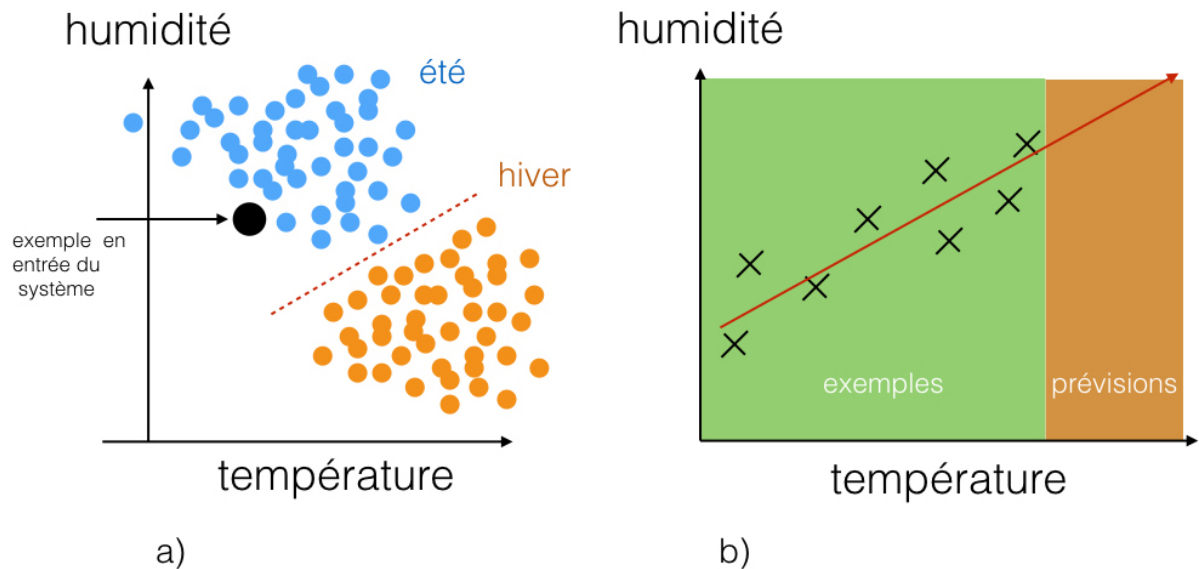 humidité
été
hiver
exemple en
entrée du
système
température
a)
humidité
exemples
prévisions
température
b)